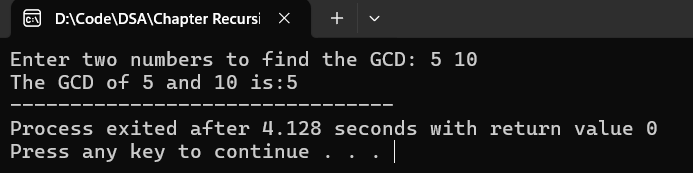 D:\Code\DSA\Chapter Recursi
Enter two numbers to find the GCD: 5 10
The GCD of 5 and 10 is:5
--------------------------------
Process exited after 4.128 seconds with return value 0
Press any key to continue . . .